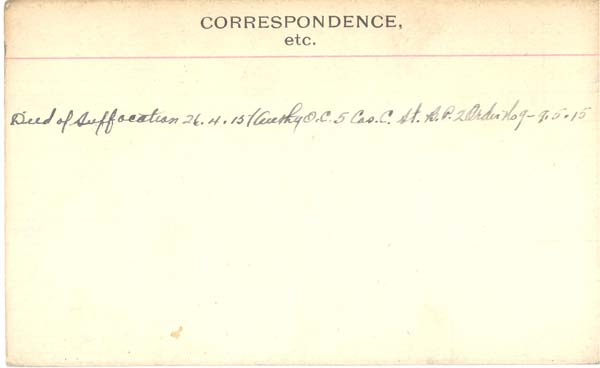 CORRESPONDENCE,
etc.
Died of Suffocation 26.4.15 (Authy O.C. 5 Cas. C. St. A.P. 2 Order No 9 - 9.5.15